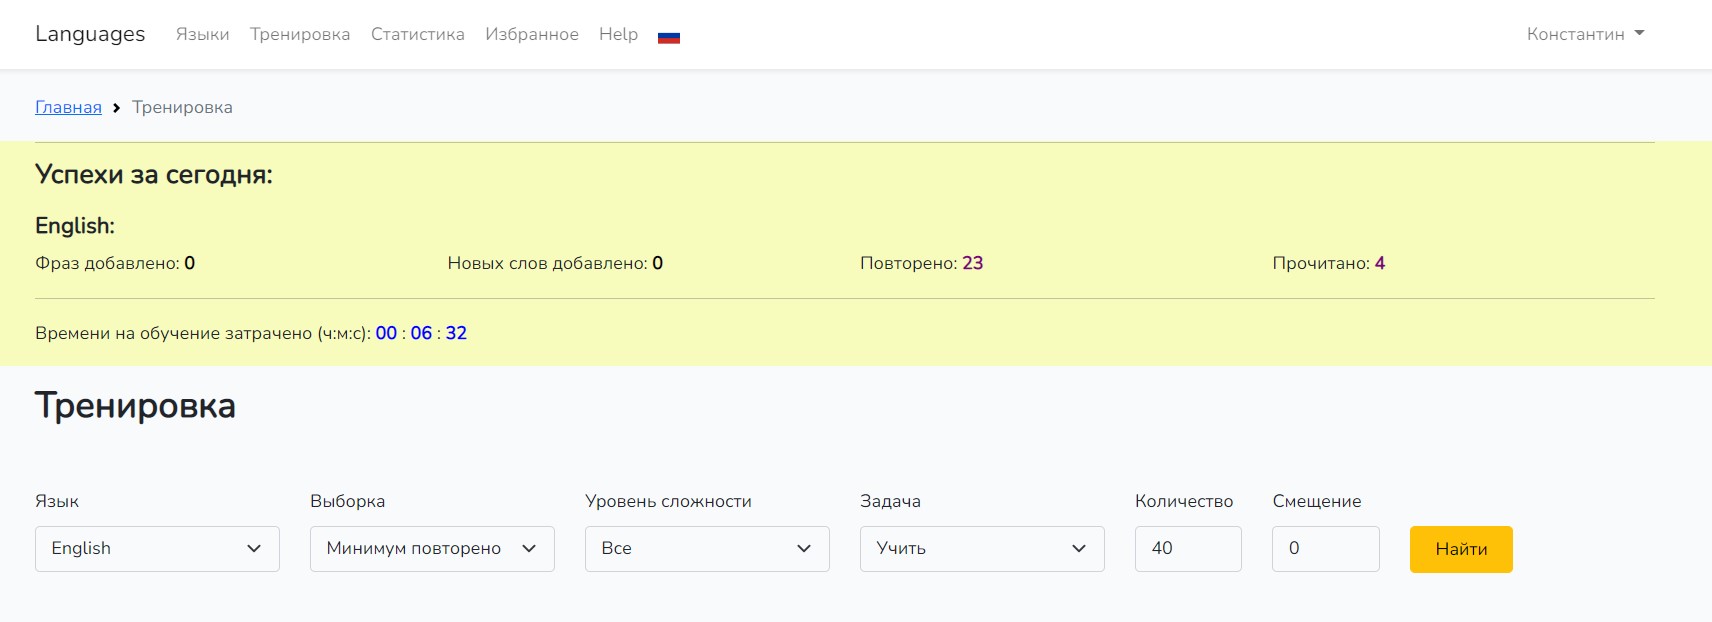 Languages Языки Тренировка Статистика Избранное Help Константин
Главная Тренировка
Успехи за сегодня:
English:
Фраз добавлено: 0 Новых слов добавлено: 0 Повторено: 23 Прочитано: 4
Времени на обучение затрачено (ч:м:с): 00 : 06 : 32
Тренировка
Язык Выборка Уровень сложности Задача Количество Смещение
English Минимум повторено Все Учить 40 0 Найти